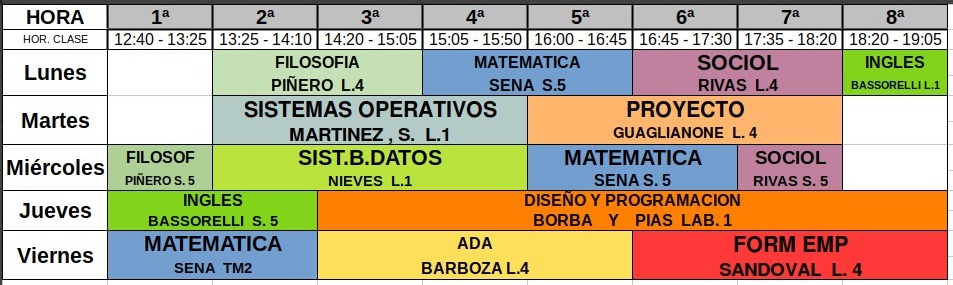 HORA 1ª 2ª 3ª 4ª 5ª 6ª 7ª 8ª
HOR. CLASE 12:40 - 13:25 13:25 - 14:10 14:20 - 15:05 15:05 - 15:50 16:00 - 16:45 16:45 - 17:30 17:35 - 18:20 18:20 - 19:05
Lunes FILOSOFIA MATEMATICA SOCIOL INGLES
PIÑERO L.4 SENA S.5 RIVAS L.4 BASSORELLI L.1
Martes SISTEMAS OPERATIVOS PROYECTO
MARTINEZ , S. L.1 GUAGLIANONE L. 4
Miércoles FILOSOF SIST.B.DATOS MATEMATICA SOCIOL
PIÑERO S. 5 NIEVES L.1 SENA S. 5 RIVAS S. 5
Jueves INGLES DISEÑO Y PROGRAMACION
BASSORELLI S. 5 BORBA Y PIAS LAB. 1
Viernes MATEMATICA ADA FORM EMP
SENA TM2 BARBOZA L.4 SANDOVAL L. 4